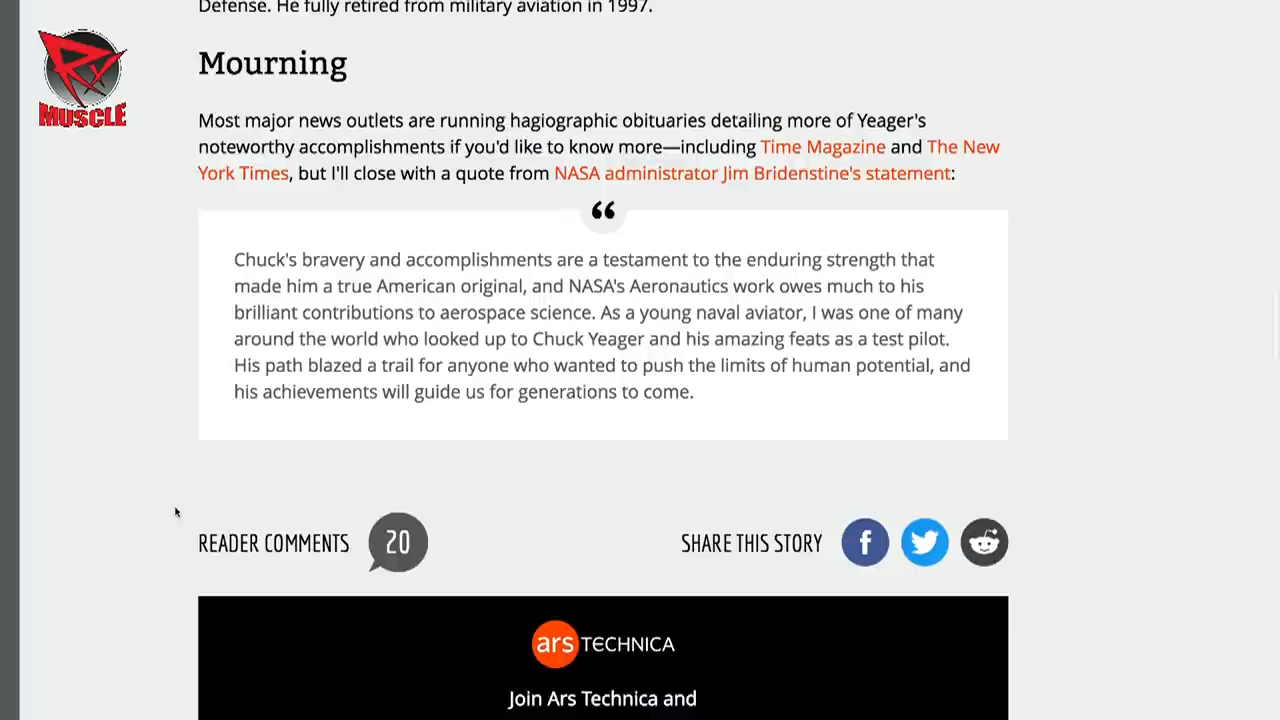 Defense. He fully retired from military aviation in 1997.
MUSCLE
Mourning
Most major news outlets are running hagiographic obituaries detailing more of Yeager's
noteworthy accomplishments if you'd like to know more—including Time Magazine and The New
York Times, but I'll close with a quote from NASA administrator Jim Bridenstine's statement:
“
Chuck's bravery and accomplishments are a testament to the enduring strength that
made him a true American original, and NASA's Aeronautics work owes much to his
brilliant contributions to aerospace science. As a young naval aviator, I was one of many
around the world who looked up to Chuck Yeager and his amazing feats as a test pilot.
His path blazed a trail for anyone who wanted to push the limits of human potential, and
his achievements will guide us for generations to come.
READER COMMENTS 20
SHARE THIS STORY f
ars TECHNICA
Join Ars Technica and